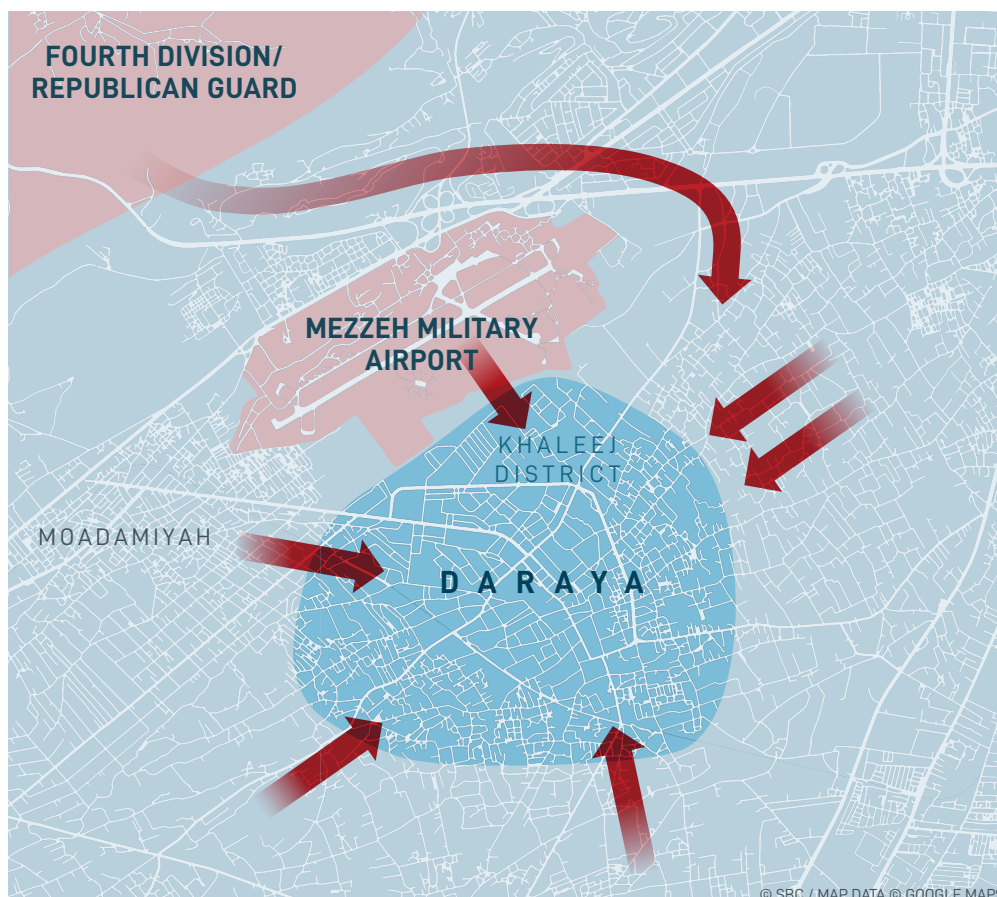 FOURTH DIVISION/
REPUBLICAN GUARD
MEZZEH MILITARY
AIRPORT
KHALEEJ
DISTRICT
MOADAMIYAH
DARAYA
© SBC / MAP DATA © GOOGLE MAPS